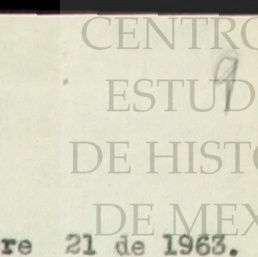 CENTRO
9
ESTUD
DE HISTO
DE MEX
re 21 de 1963.